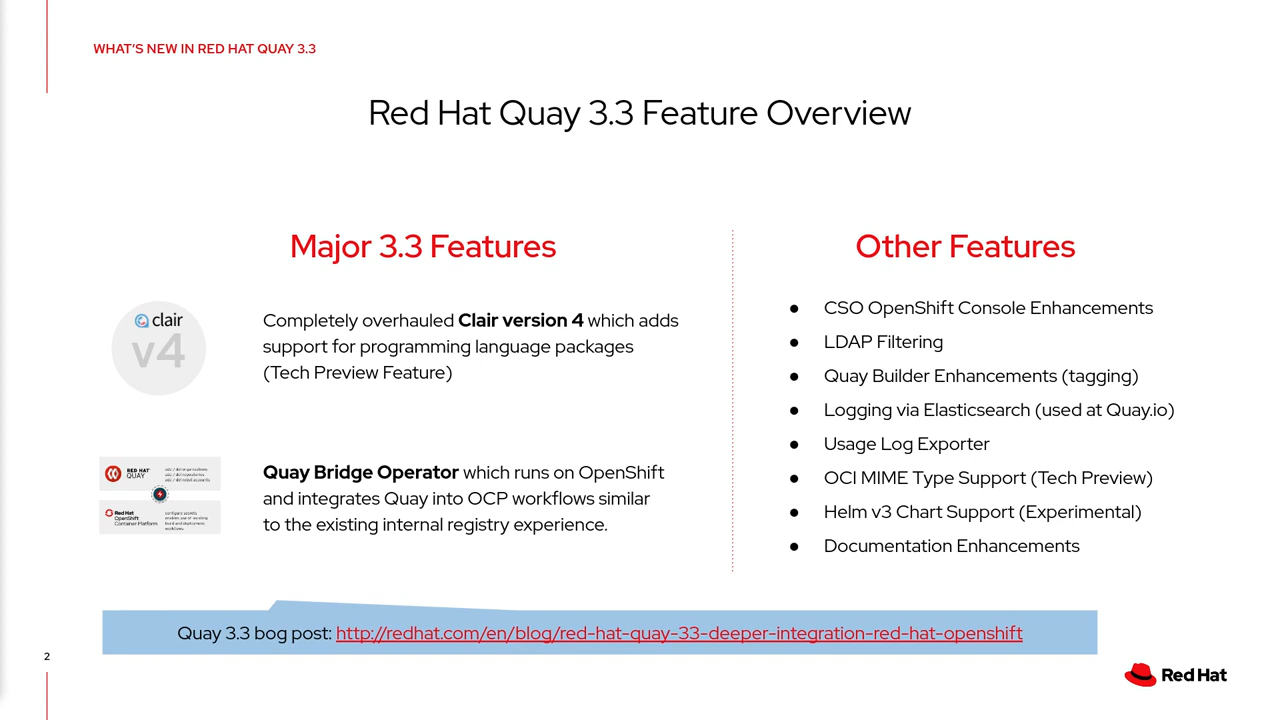 WHAT'S NEW IN RED HAT QUAY 3.3
Red Hat Quay 3.3 Feature Overview
Major 3.3 Features
clair
v4
Completely overhauled Clair version 4 which adds
support for programming language packages
(Tech Preview Feature)
RED HAT
QUAY
Red Hat
OpenShift
Container Platform
configure secrets
workflows
Quay Bridge Operator which runs on OpenShift
and integrates Quay into OCP workflows similar
to the existing internal registry experience.
Other Features
● CSO OpenShift Console Enhancements
● LDAP Filtering
● Quay Builder Enhancements (tagging)
● Logging via Elasticsearch (used at Quay.io)
● Usage Log Exporter
● OCI MIME Type Support (Tech Preview)
● Helm v3 Chart Support (Experimental)
● Documentation Enhancements
Quay 3.3 bog post: http://redhat.com/en/blog/red-hat-quay-33-deeper-integration-red-hat-openshift
2
Red Hat